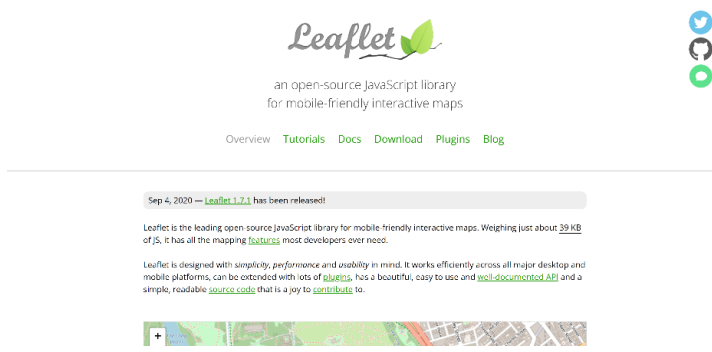 Leaflet
an open-source JavaScript library
for mobile-friendly interactive maps
Overview Tutorials Docs Download Plugins Blog
Sep 4, 2020 — Leaflet 1.7.1 has been released!
Leaflet is the leading open-source JavaScript library for mobile-friendly interactive maps. Weighing just about 39 KB
of JS, it has all the mapping features most developers ever need.
Leaflet is designed with simplicity, performance and usability in mind. It works efficiently across all major desktop and
mobile platforms, can be extended with lots of plugins, has a beautiful, easy to use and well-documented API and a
simple, readable source code that is a joy to contribute to.
+